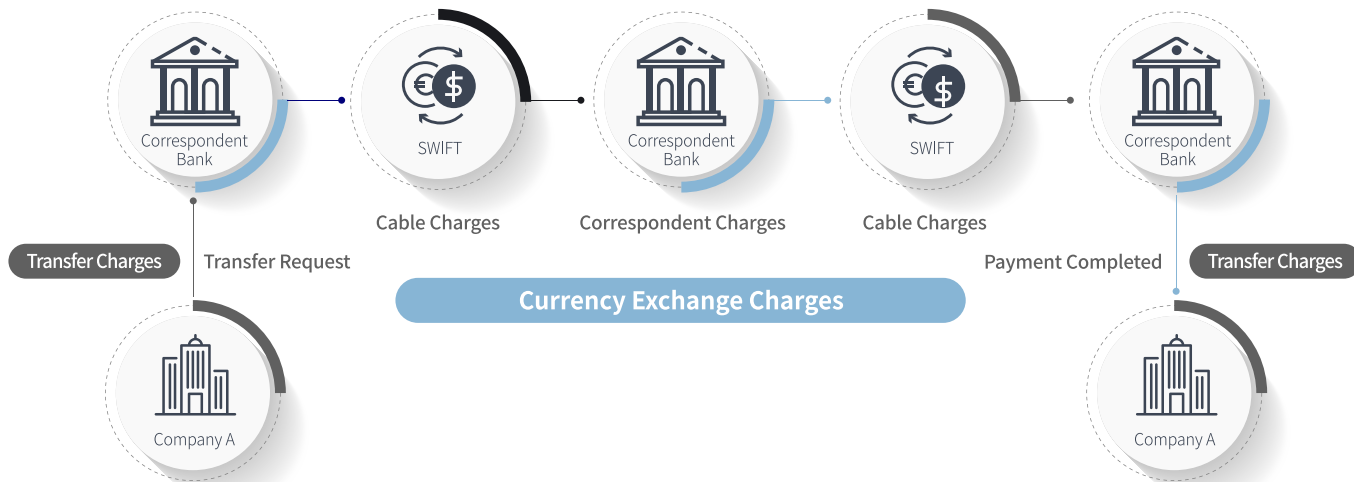 Correspondent
Bank
SWIFT
Correspondent
Bank
SWIFT
Correspondent
Bank
Cable Charges
Correspondent Charges
Cable Charges
Transfer Charges
Transfer Request
Payment Completed
Transfer Charges
Currency Exchange Charges
Company A
Company A